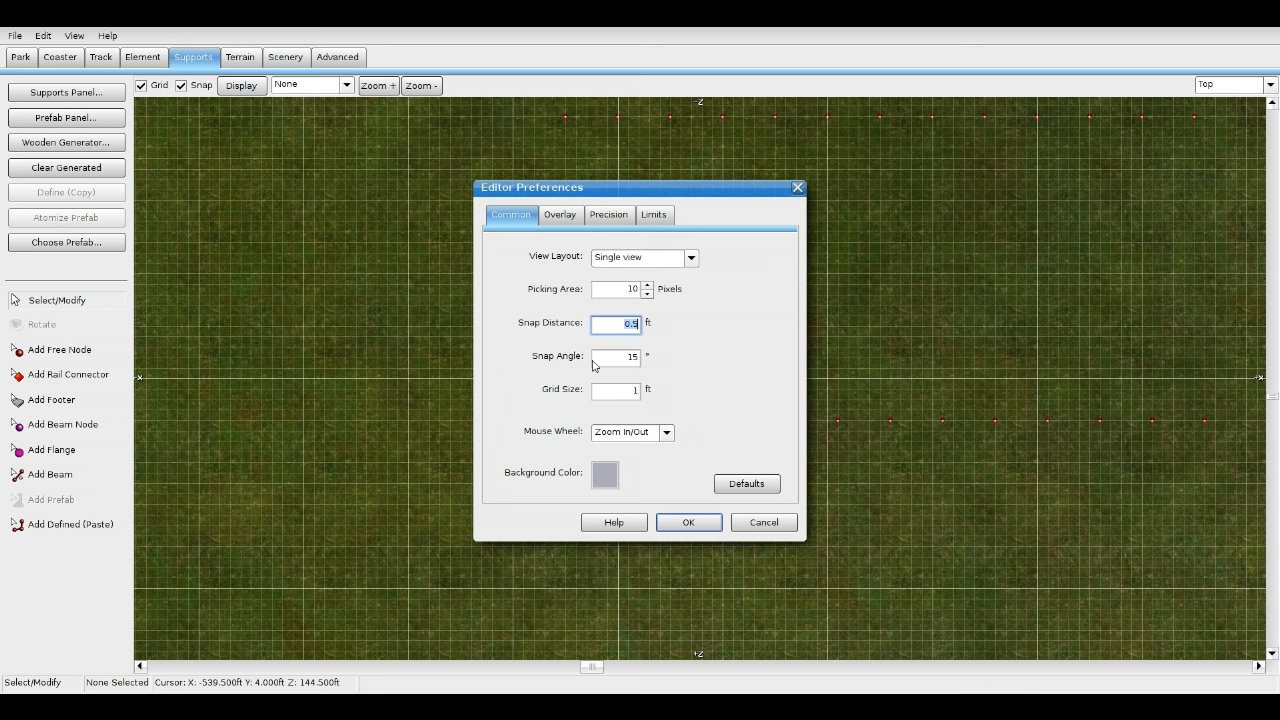 File Edit View Help
Park Coaster Track Element Supports Terrain Scenery Advanced
Supports Panel...
Prefab Panel...
Wooden Generator...
Clear Generated
Define (Copy)
Atomize Prefab
Choose Prefab...
Select/Modify
Rotate
Add Free Node
Add Rail Connector
Add Footer
Add Beam Node
Add Flange
Add Beam
Add Prefab
Add Defined (Paste)
Grid Snap Display None Zoom + Zoom - Top
-Z
-X
-X
+Z
Editor Preferences
Common Overlay Precision Limits
View Layout: Single view
Picking Area: 10 Pixels
Snap Distance: 0.5 ft
Snap Angle: 15 °
Grid Size: 1 ft
Mouse Wheel: Zoom In/Out
Background Color:
Defaults
Help OK Cancel
Select/Modify None Selected Cursor: X: -539.500ft Y: 4.000ft Z: 144.500ft